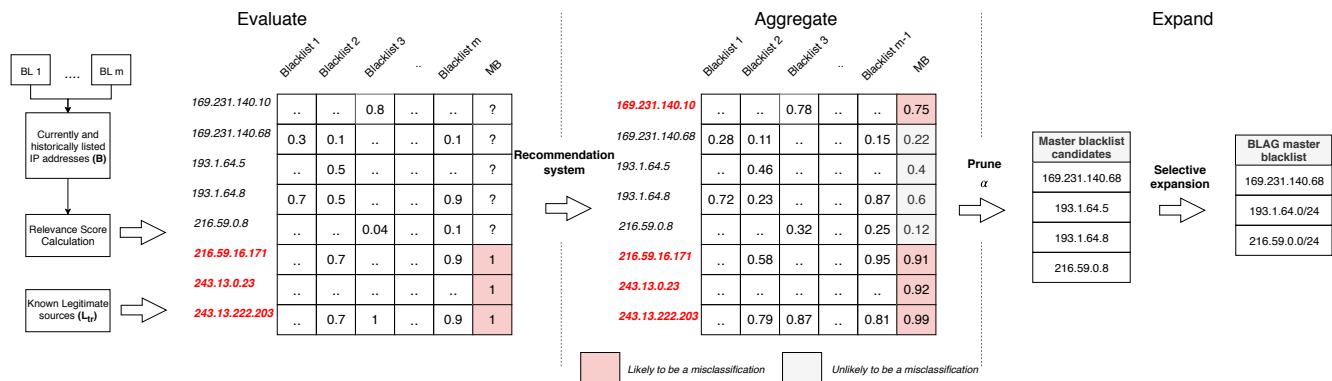 Evaluate
Aggregate
Expand
BL 1
....
BL m
Currently and
historically listed
IP addresses (B)
Relevance Score
Calculation
Known Legitimate
sources (Ltr)
Blacklist 1
Blacklist 2
Blacklist 3
..
Blacklist m
MB
169.231.140.10 .. .. 0.8 .. .. ?
169.231.140.68 0.3 0.1 .. .. 0.1 ?
193.1.64.5 .. 0.5 .. .. .. ?
193.1.64.8 0.7 0.5 .. .. 0.9 ?
216.59.0.8 .. .. 0.04 .. 0.1 ?
216.59.16.171 .. 0.7 .. .. 0.9 1
243.13.0.23 .. .. .. .. .. 1
243.13.222.203 .. 0.7 1 .. 0.9 1
Recommendation
system
Blacklist 1
Blacklist 2
Blacklist 3
..
Blacklist m-1
MB
169.231.140.10 .. .. 0.78 .. .. 0.75
169.231.140.68 0.28 0.11 .. .. 0.15 0.22
193.1.64.5 .. 0.46 .. .. .. 0.4
193.1.64.8 0.72 0.23 .. .. 0.87 0.6
216.59.0.8 .. .. 0.32 .. 0.25 0.12
216.59.16.171 .. 0.58 .. .. 0.95 0.91
243.13.0.23 .. .. .. .. .. 0.92
243.13.222.203 .. 0.79 0.87 .. 0.81 0.99
Prune
α
Master blacklist
candidates
169.231.140.68
193.1.64.5
193.1.64.8
216.59.0.8
Selective
expansion
BLAG master
blacklist
169.231.140.68
193.1.64.0/24
216.59.0.0/24
Likely to be a misclassification
Unlikely to be a misclassification